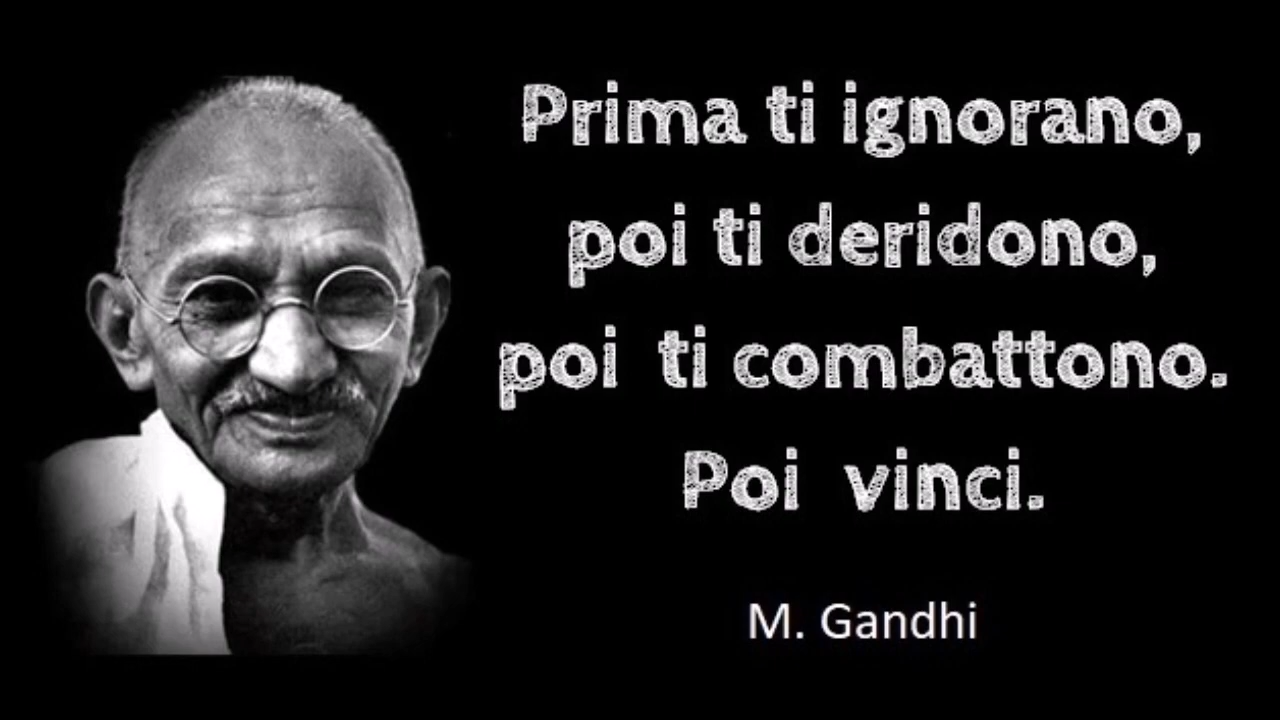 Prima ti ignorano,
poi ti deridono,
poi ti combattono.
Poi vinci.
M. Gandhi